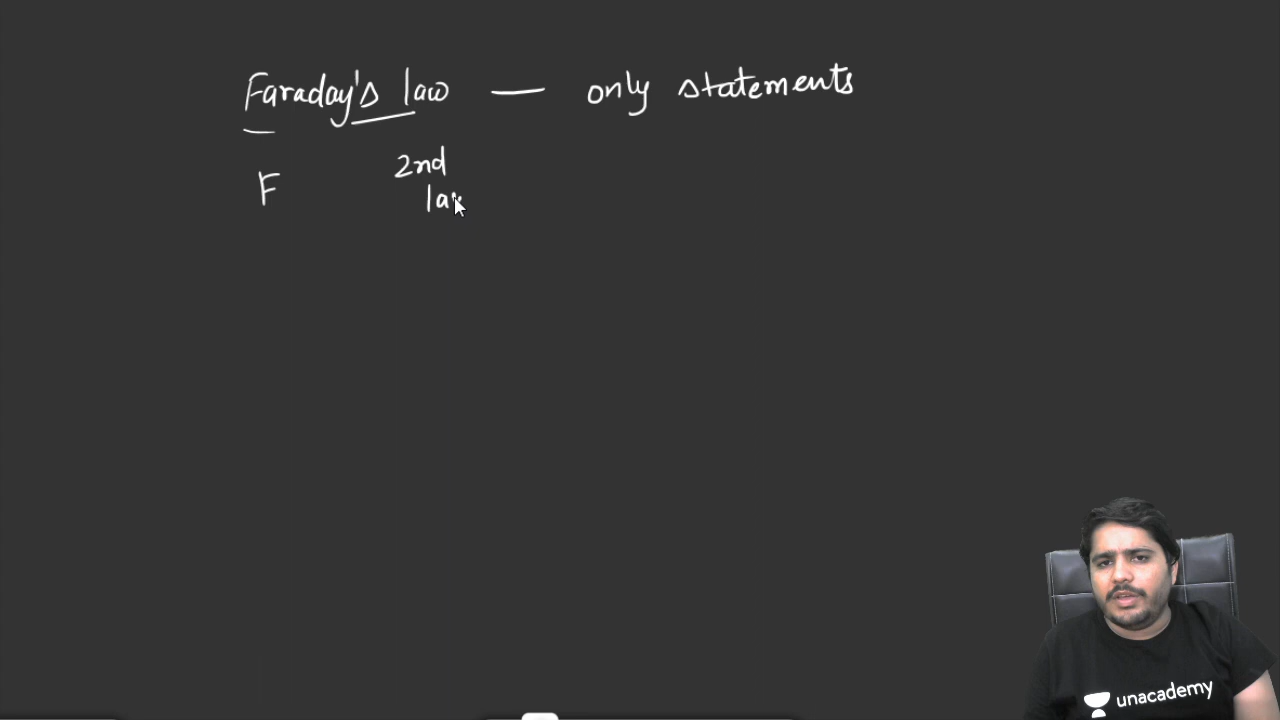 Faraday's law — only statements
F 2nd
la
unacademy